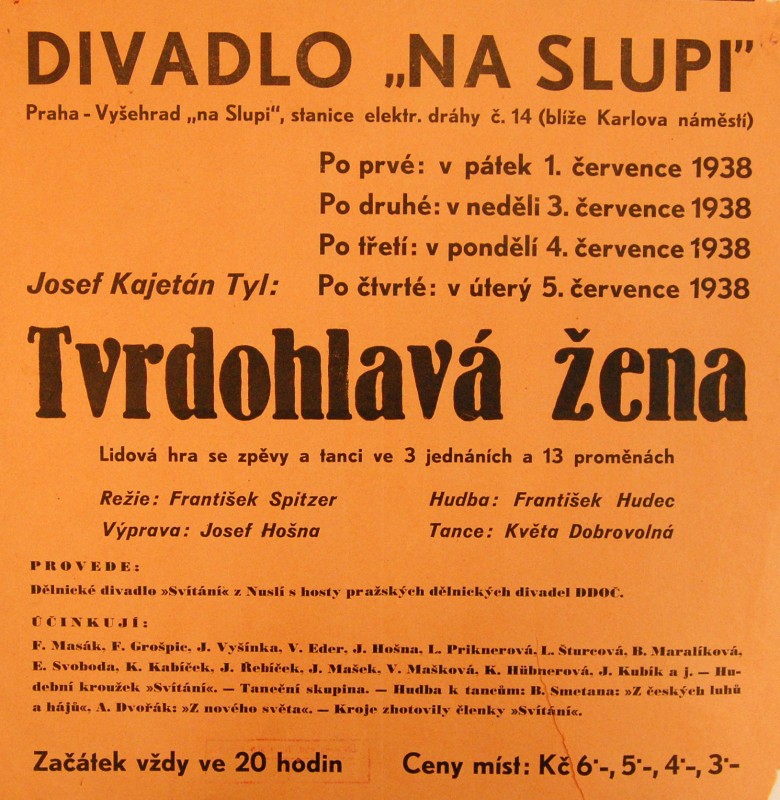 DIVADLO „NA SLUPI”
Praha - Vyšehrad „na Slupi“, stanice elektr. dráhy č. 14 (blíže Karlova náměstí)
Po prvé: v pátek 1. července 1938
Po druhé: v neděli 3. července 1938
Po třetí: v pondělí 4. července 1938
Josef Kajetán Tyl: Po čtvrté: v úterý 5. července 1938
Tvrdohlavá žena
Lidová hra se zpěvy a tanci ve 3 jednáních a 13 proměnách
Režie: František Spitzer Hudba: František Hudec
Výprava: Josef Hošna Tance: Květa Dobrovolná
PROVEDE:
Dělnické divadlo »Svítání« z Nuslí s hosty pražských dělnických divadel DDOČ.
ÚČINKUJÍ:
F. Masák, F. Grošpic, J. Vyšínka, V. Eder, J. Hošna, L. Priknerová, L. Šturcová, B. Maralíková,
E. Svoboda, K. Kabíček, J. Řebíček, J. Mašek, V. Mašková, K. Hübnerová, J. Kubík a j. — Hu-
dební kroužek »Svítání«. — Taneční skupina. — Hudba k tancům: B. Smetana: »Z českých luhů
a hájů«, A. Dvořák: »Z nového světa«. — Kroje zhotovily členky »Svítání«.
Začátek vždy ve 20 hodin Ceny míst: Kč 6·-, 5·-, 4·-, 3·-